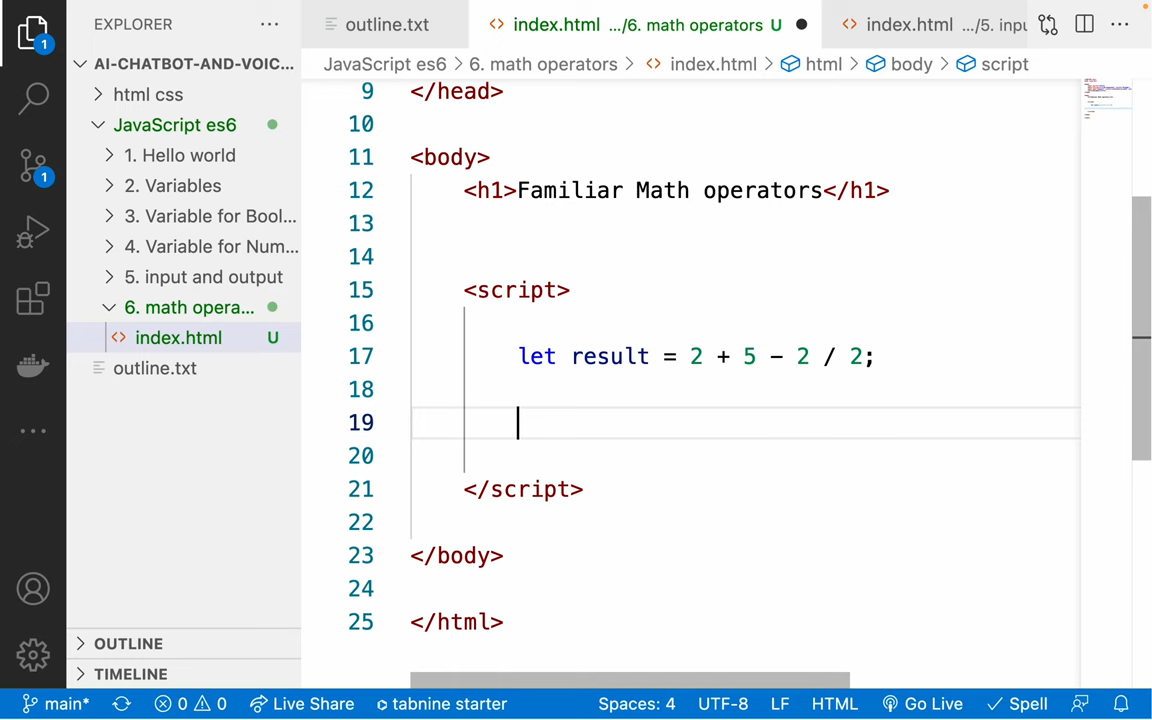 EXPLORER
AI-CHATBOT-AND-VOIC...
html css
JavaScript es6
1. Hello world
2. Variables
3. Variable for Bool...
4. Variable for Num...
5. input and output
6. math opera...
index.html U
outline.txt
OUTLINE
TIMELINE
1
1
outline.txt
index.html .../6. math operators U
index.html .../5. inpu
JavaScript es6 > 6. math operators > index.html > html > body > script
9 </head>
10
11 <body>
12 <h1>Familiar Math operators</h1>
13
14
15 <script>
16
17 let result = 2 + 5 - 2 / 2;
18
19
20
21 </script>
22
23 </body>
24
25 </html>
main* 0 0 Live Share tabnine starter Spaces: 4 UTF-8 LF HTML Go Live Spell